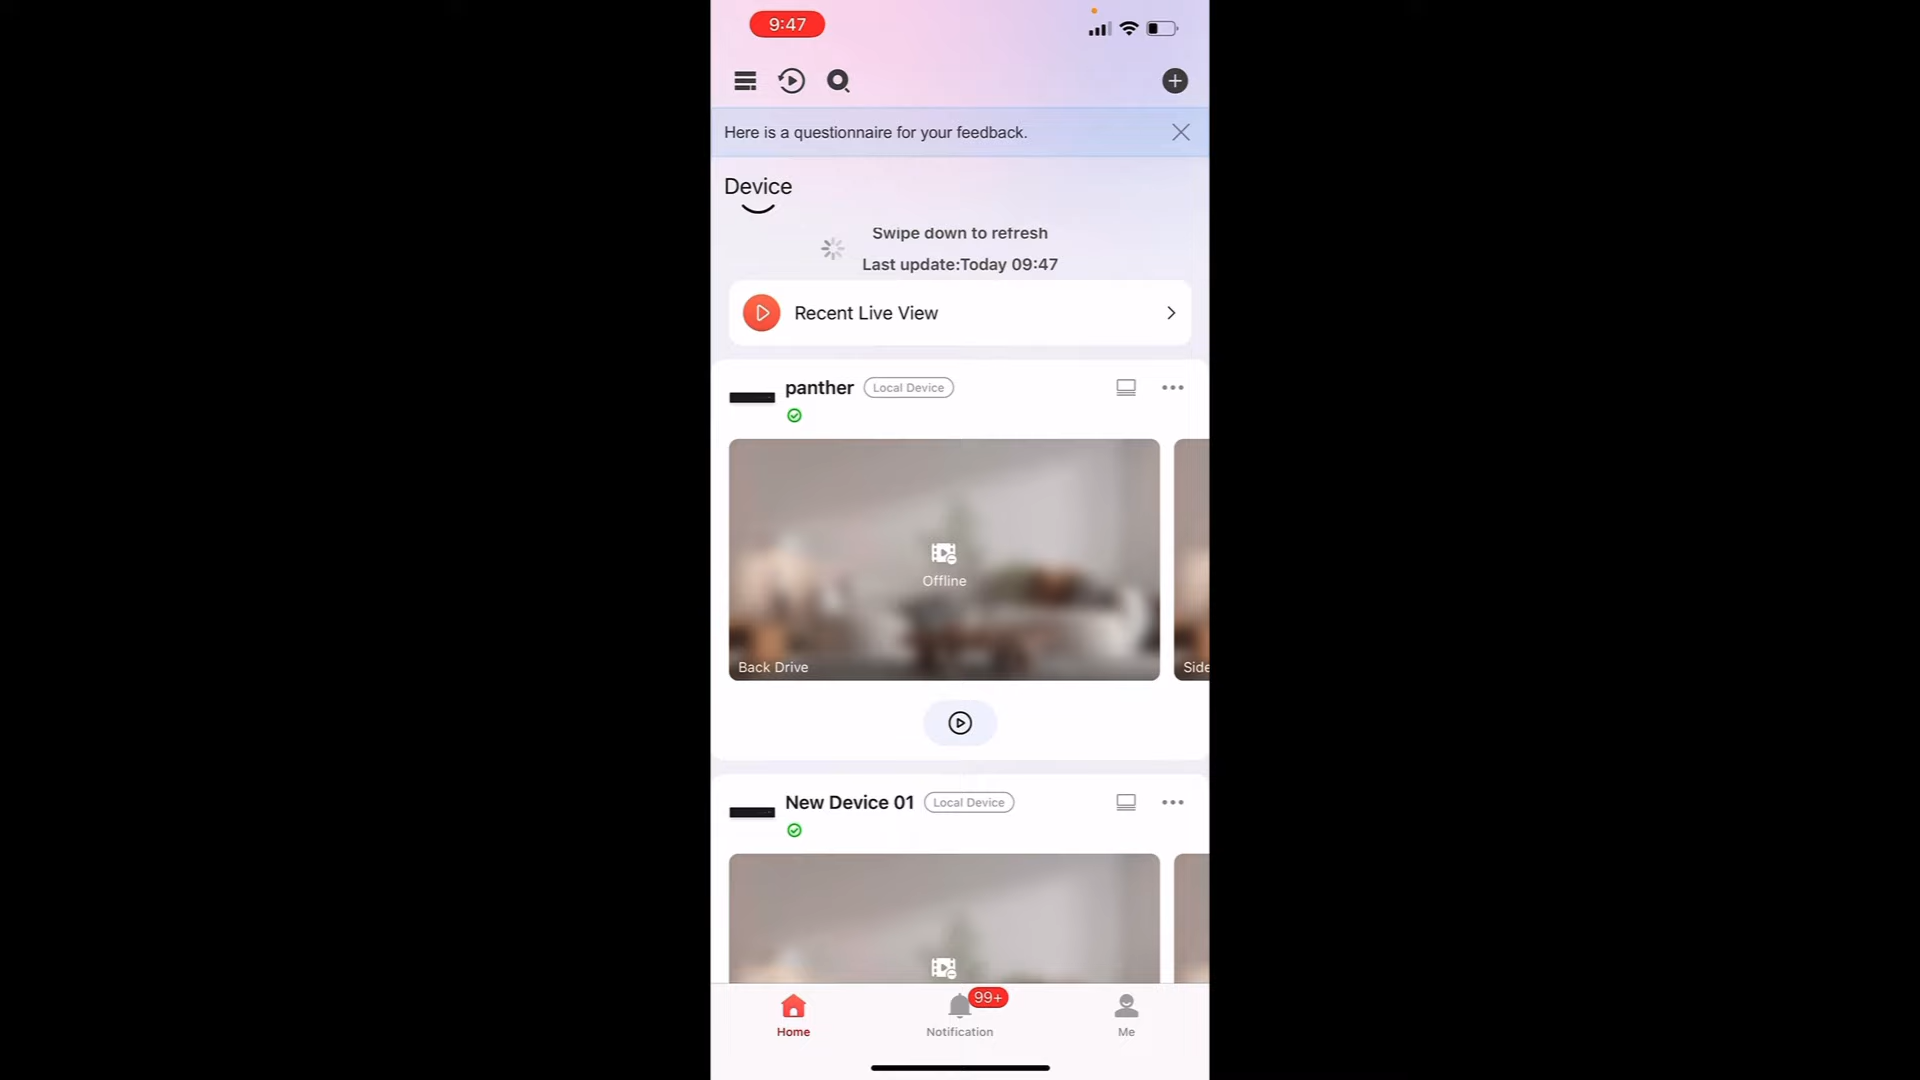 9:47
Here is a questionnaire for your feedback.
Device
Swipe down to refresh
Last update:Today 09:47
Recent Live View
panther Local Device
Offline
Back Drive
Side
New Device 01 Local Device
99+
Home
Notification
Me